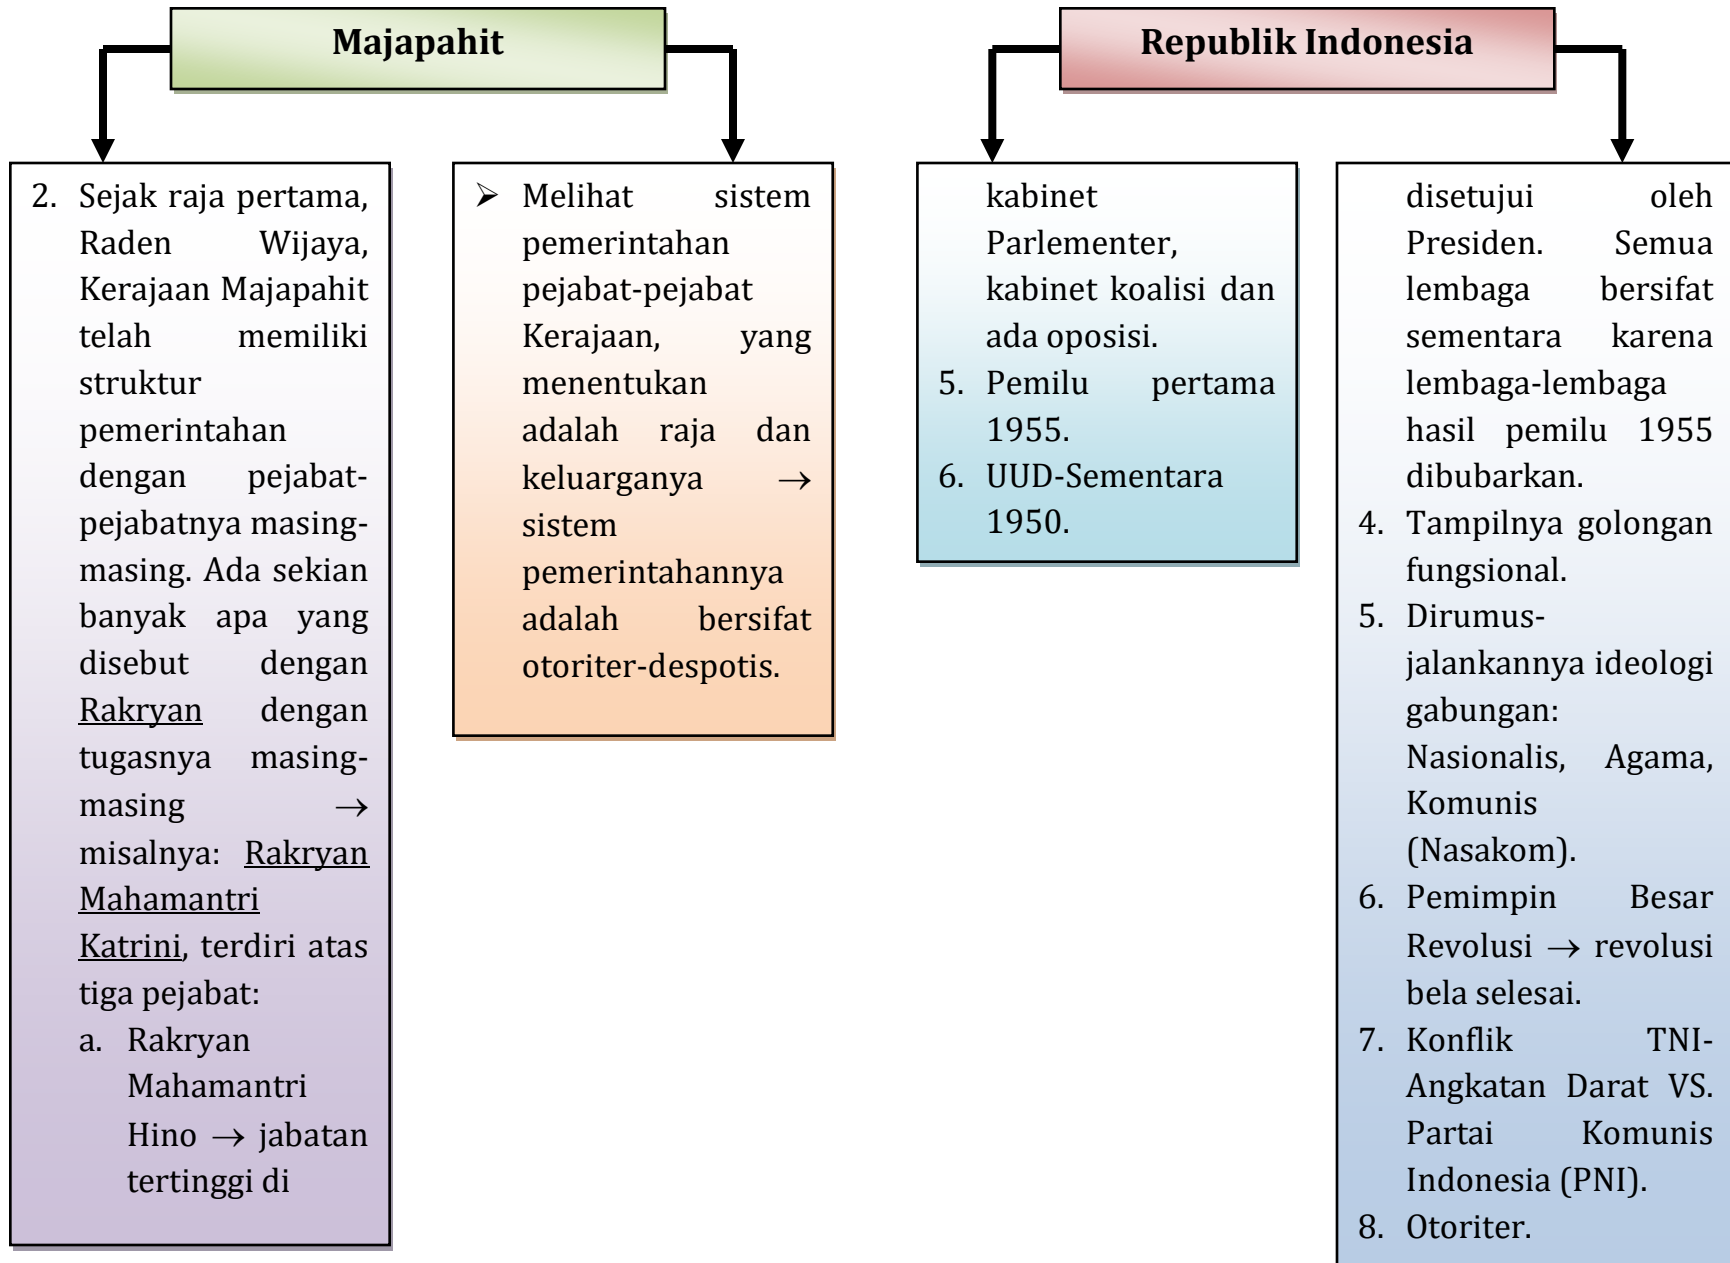 Majapahit
2. Sejak raja pertama,
Raden Wijaya,
Kerajaan Majapahit
telah memiliki
struktur
pemerintahan
dengan pejabat-
pejabatnya masing-
masing. Ada sekian
banyak apa yang
disebut dengan
Rakryan dengan
tugasnya masing-
masing →
misalnya: Rakryan
Mahamantri
Katrini, terdiri atas
tiga pejabat:
a. Rakryan
Mahamantri
Hino → jabatan
tertinggi di
➢ Melihat sistem
pemerintahan
pejabat-pejabat
Kerajaan, yang
menentukan
adalah raja dan
keluarganya →
sistem
pemerintahannya
adalah bersifat
otoriter-despotis.
Republik Indonesia
kabinet
Parlementer,
kabinet koalisi dan
ada oposisi.
5. Pemilu pertama
1955.
6. UUD-Sementara
1950.
disetujui oleh
Presiden. Semua
lembaga bersifat
sementara karena
lembaga-lembaga
hasil pemilu 1955
dibubarkan.
4. Tampilnya golongan
fungsional.
5. Dirumus-
jalankannya ideologi
gabungan:
Nasionalis, Agama,
Komunis
(Nasakom).
6. Pemimpin Besar
Revolusi → revolusi
bela selesai.
7. Konflik TNI-
Angkatan Darat VS.
Partai Komunis
Indonesia (PNI).
8. Otoriter.